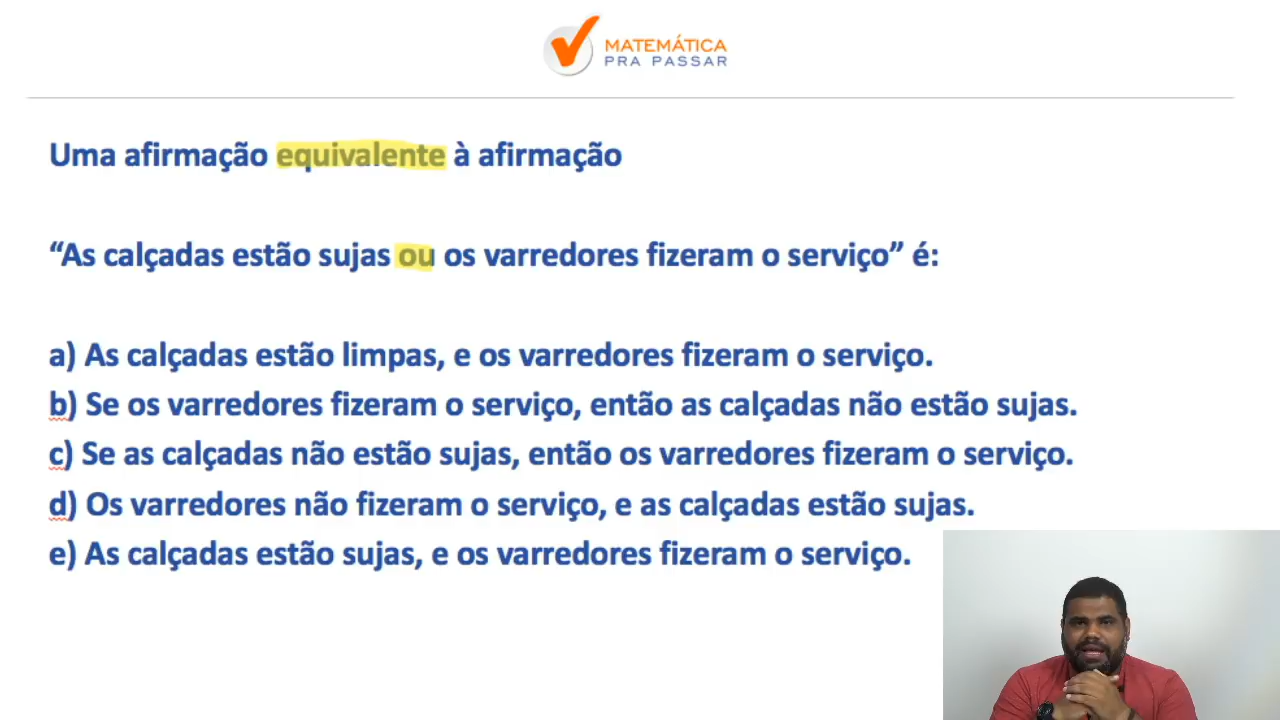 MATEMÁTICA
PRA PASSAR
Uma afirmação equivalente à afirmação
“As calçadas estão sujas ou os varredores fizeram o serviço” é:
a) As calçadas estão limpas, e os varredores fizeram o serviço.
b) Se os varredores fizeram o serviço, então as calçadas não estão sujas.
c) Se as calçadas não estão sujas, então os varredores fizeram o serviço.
d) Os varredores não fizeram o serviço, e as calçadas estão sujas.
e) As calçadas estão sujas, e os varredores fizeram o serviço.